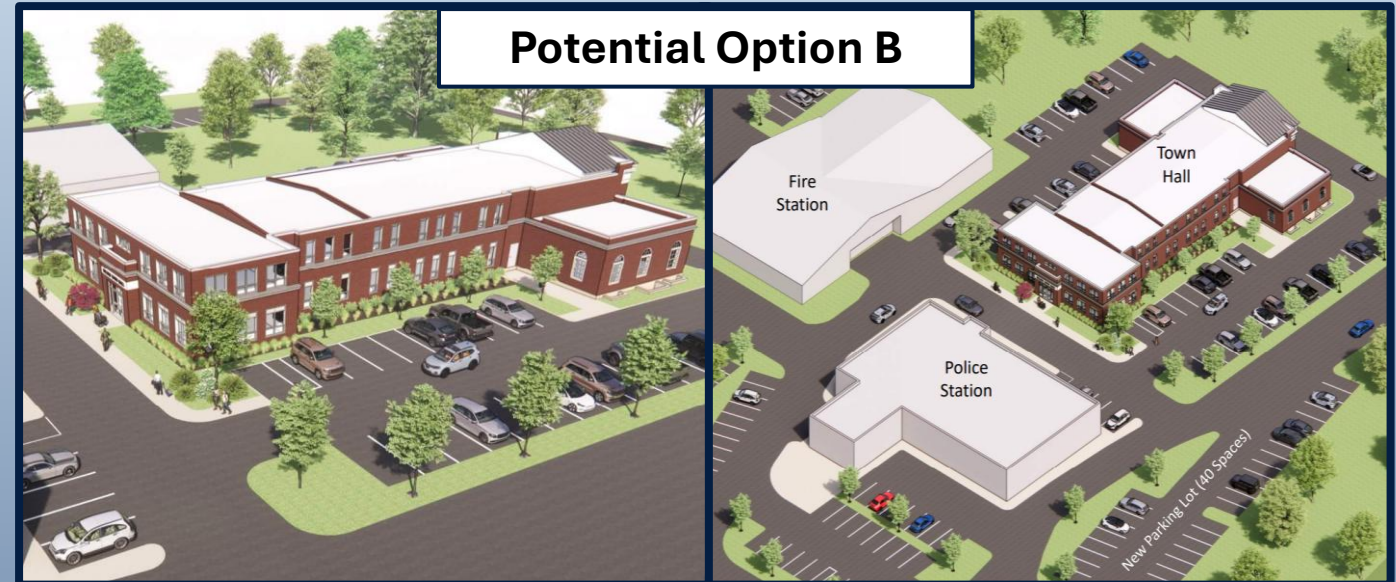 Potential Option B
Fire
Station
Town
Hall
Police
Station
New Parking Lot (40 Spaces)